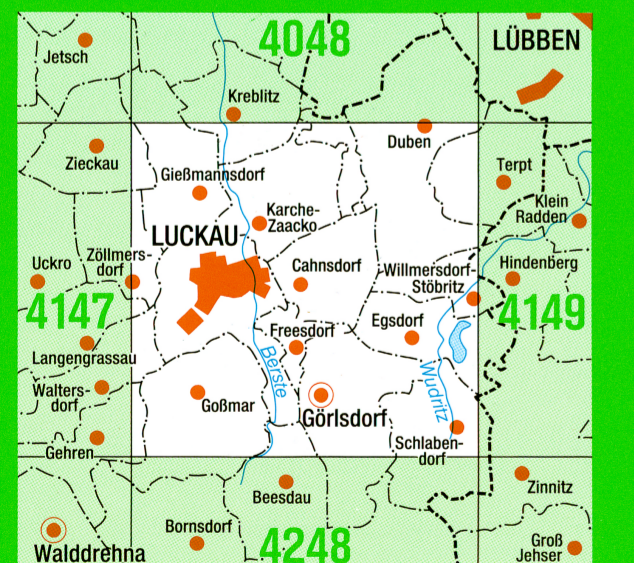 4048
LÜBBEN
Jetsch
Kreblitz
Duben
Zieckau
Terpt
Gießmannsdorf
Klein
Radden
Karche-
Zaacko
LUCKAU
Zöllmers-
dorf
Uckro
Cahnsdorf
Willmersdorf-
Stöbritz
Hindenberg
4147
4149
Egsdorf
Freesdorf
Langengrassau
Berste
Wudritz
Walters-
dorf
Goßmar
Görlsdorf
Gehren
Schlaben-
dorf
Beesdau
Zinnitz
Bornsdorf
4248
Walddrehna
Groß
Jehser